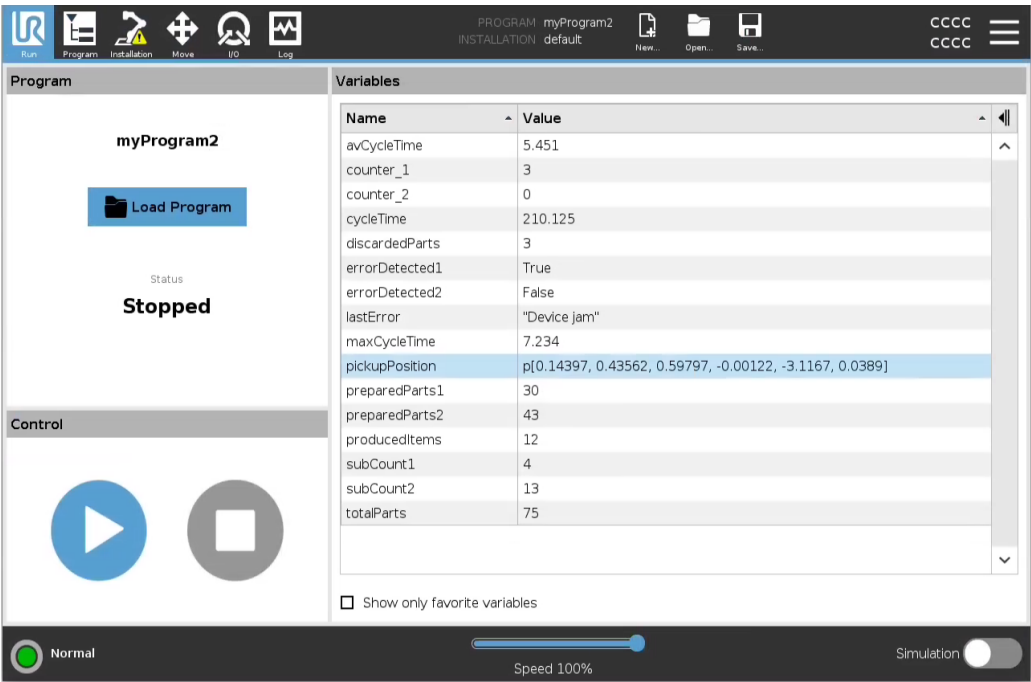 UR
PROGRAM myProgram2
INSTALLATION default
CCCC
CCCC
Run Program Installation Move I/O Log New... Open... Save...
Program
myProgram2
Load Program
Status
Stopped
Control
Variables
Name Value
avCycleTime 5.451
counter_1 3
counter_2 0
cycleTime 210.125
discardedParts 3
errorDetected1 True
errorDetected2 False
lastError "Device jam"
maxCycleTime 7.234
pickupPosition p[0.14397, 0.43562, 0.59797, -0.00122, -3.1167, 0.0389]
preparedParts1 30
preparedParts2 43
producedItems 12
subCount1 4
subCount2 13
totalParts 75
Show only favorite variables
Normal
Speed 100%
Simulation